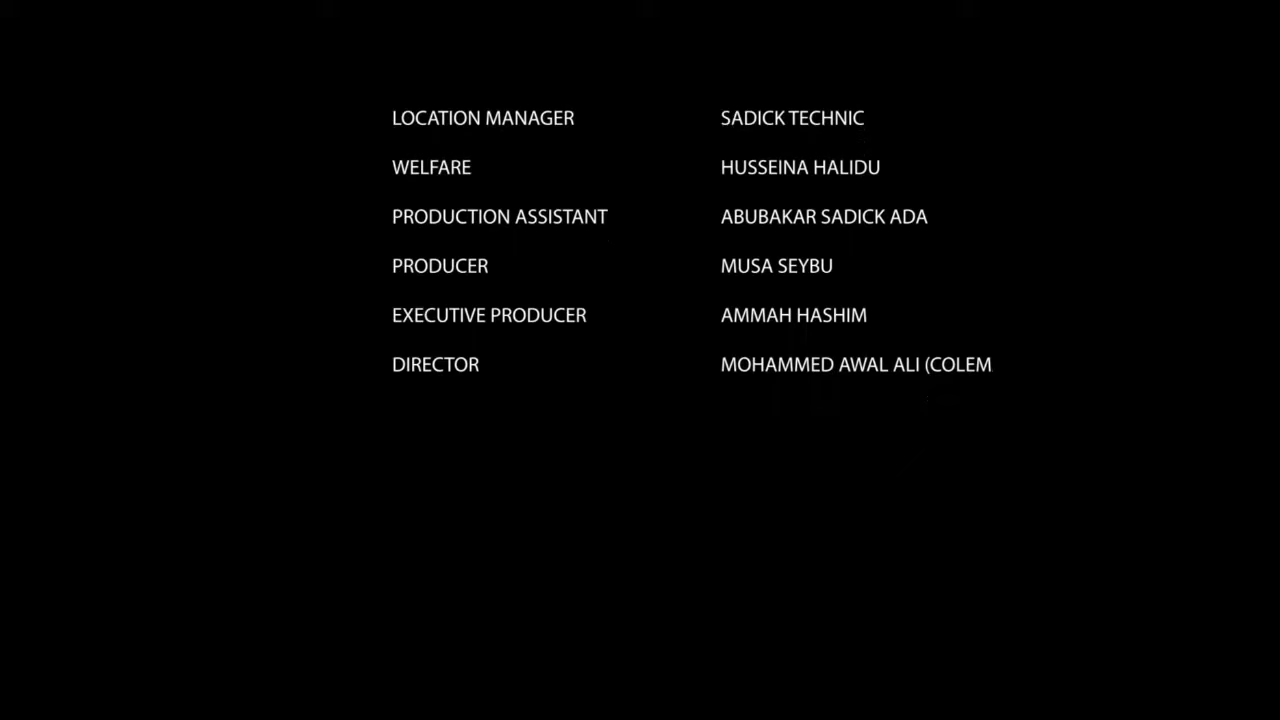 LOCATION MANAGER SADICK TECHNIC
WELFARE HUSSEINA HALIDU
PRODUCTION ASSISTANT ABUBAKAR SADICK ADA
PRODUCER MUSA SEYBU
EXECUTIVE PRODUCER AMMAH HASHIM
DIRECTOR MOHAMMED AWAL ALI (COLEM